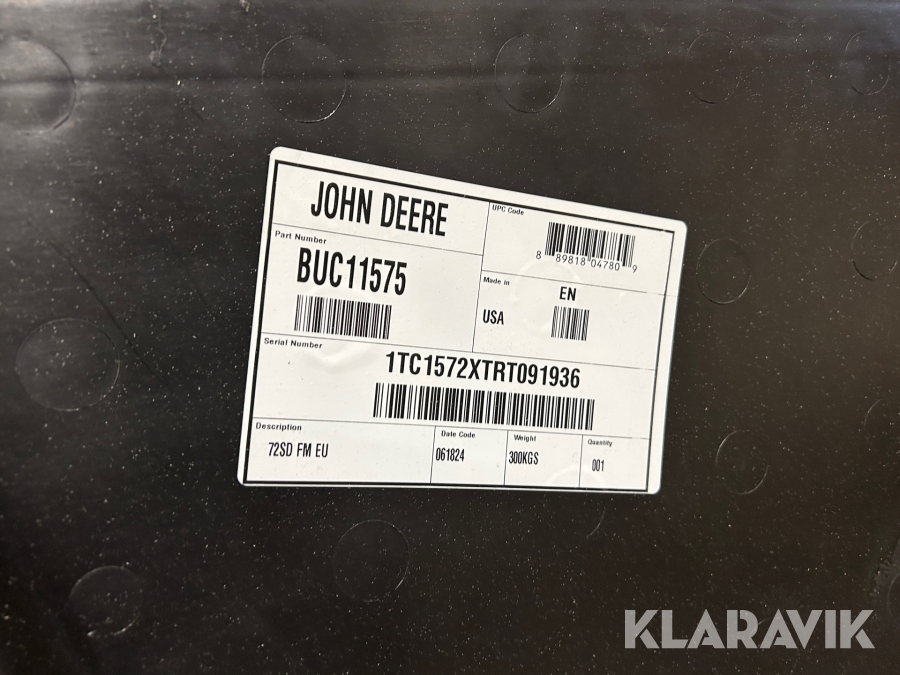 JOHN DEERE
UPC Code
8 89818 04780 9
Part Number
BUC11575
Made in
EN
USA
Serial Number
1TC1572XTRT091936
Description
72SD FM EU
Date Code
061824
Weight
300KGS
Quantity
001
KLARAVIK